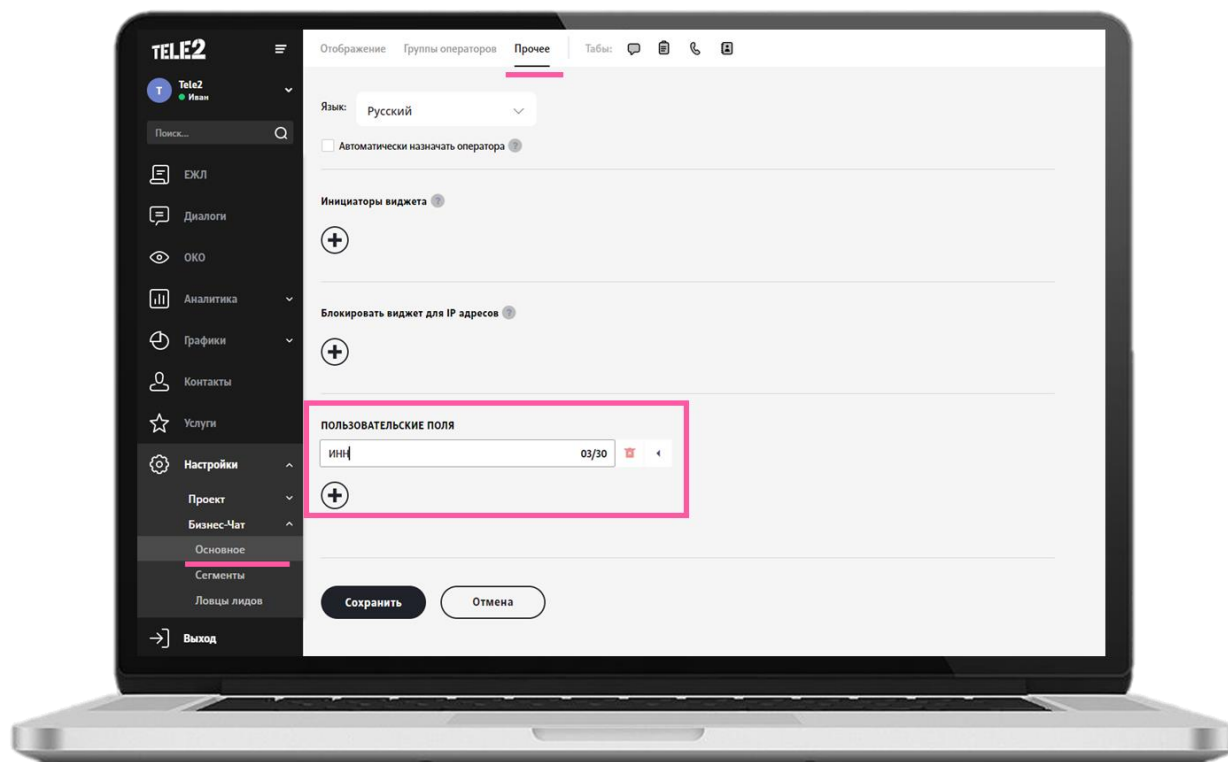 TELE2
T
Tele2
Иван
Поиск...
ЕЖЛ
Диалоги
ОКО
Аналитика
Графики
Контакты
Услуги
Настройки
Проект
Бизнес-Чат
Основное
Сегменты
Ловцы лидов
Выход
Отображение Группы операторов Прочее Табы:
Язык: Русский
Автоматически назначать оператора ?
Инициаторы виджета ?
Блокировать виджет для IP адресов ?
ПОЛЬЗОВАТЕЛЬСКИЕ ПОЛЯ
ИНН 03/30
Сохранить Отмена